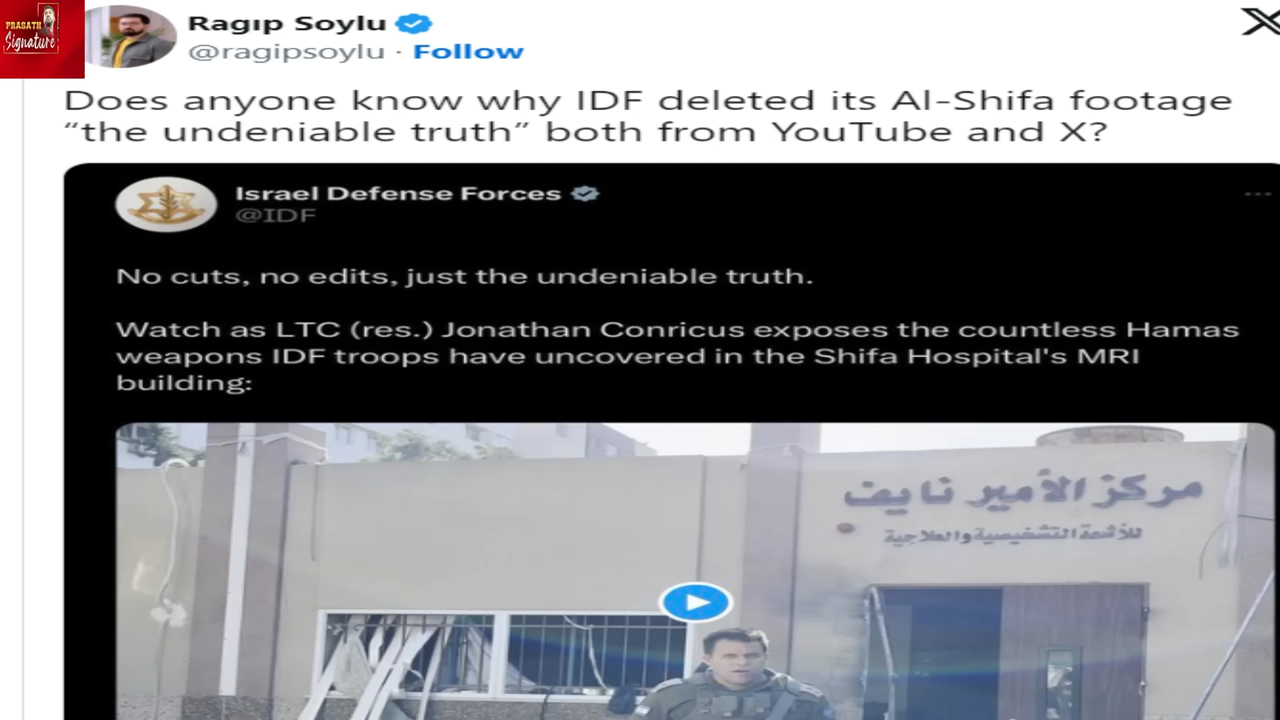 PRASATH
Signature
Ragıp Soylu
@ragipsoylu · Follow
X
Does anyone know why IDF deleted its Al-Shifa footage
“the undeniable truth” both from YouTube and X?
Israel Defense Forces
@IDF
...
No cuts, no edits, just the undeniable truth.
Watch as LTC (res.) Jonathan Conricus exposes the countless Hamas
weapons IDF troops have uncovered in the Shifa Hospital's MRI
building:
مركز الأمير نايف
للأشعة التشخيصية والعلاجية